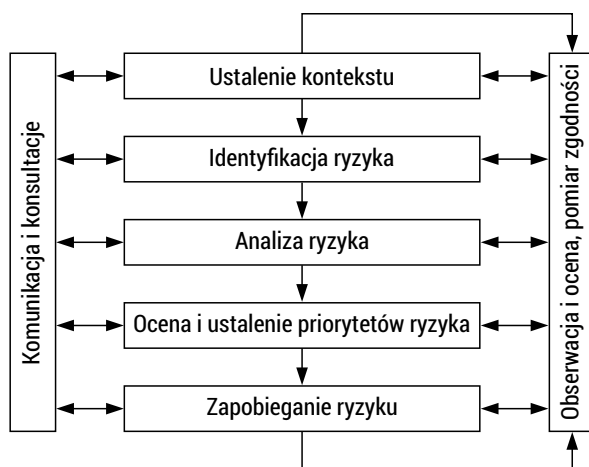 Komunikacja i konsultacje
Ustalenie kontekstu
Identyfikacja ryzyka
Analiza ryzyka
Ocena i ustalenie priorytetów ryzyka
Zapobieganie ryzyku
Obserwacja i ocena, pomiar zgodności